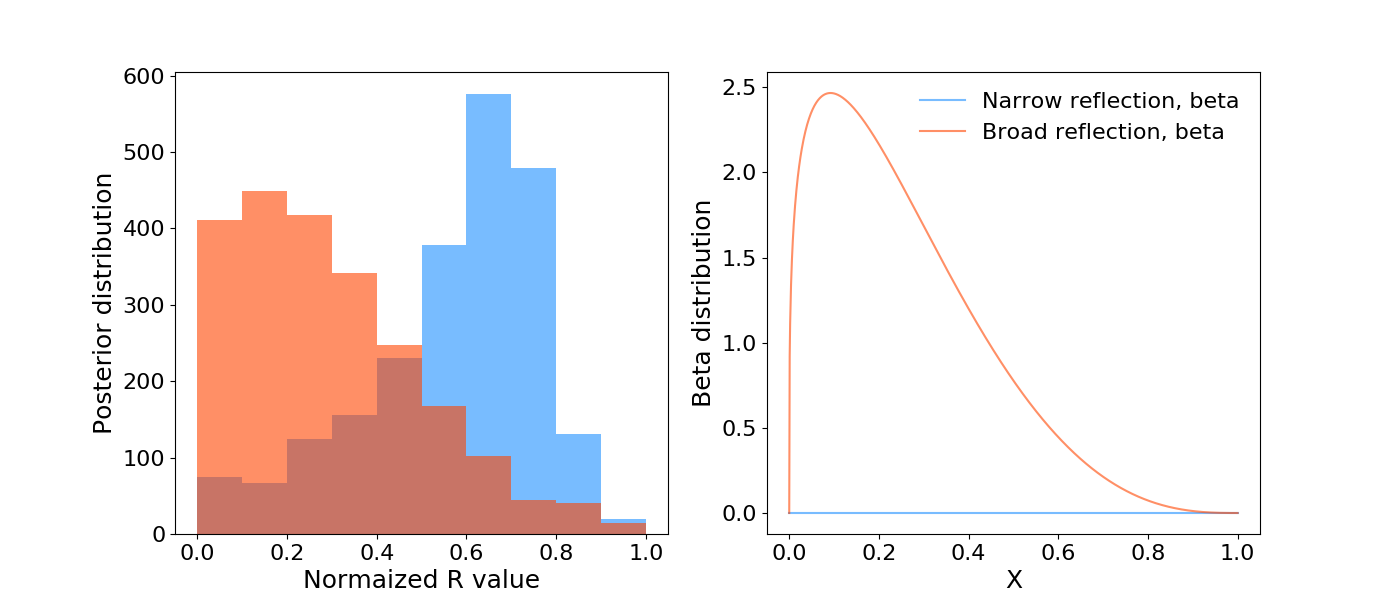 600
500
400
300
200
100
0
Posterior distribution
0.0 0.2 0.4 0.6 0.8 1.0
Normaized R value
2.5
2.0
1.5
1.0
0.5
0.0
Beta distribution
Narrow reflection, beta
Broad reflection, beta
0.0 0.2 0.4 0.6 0.8 1.0
X